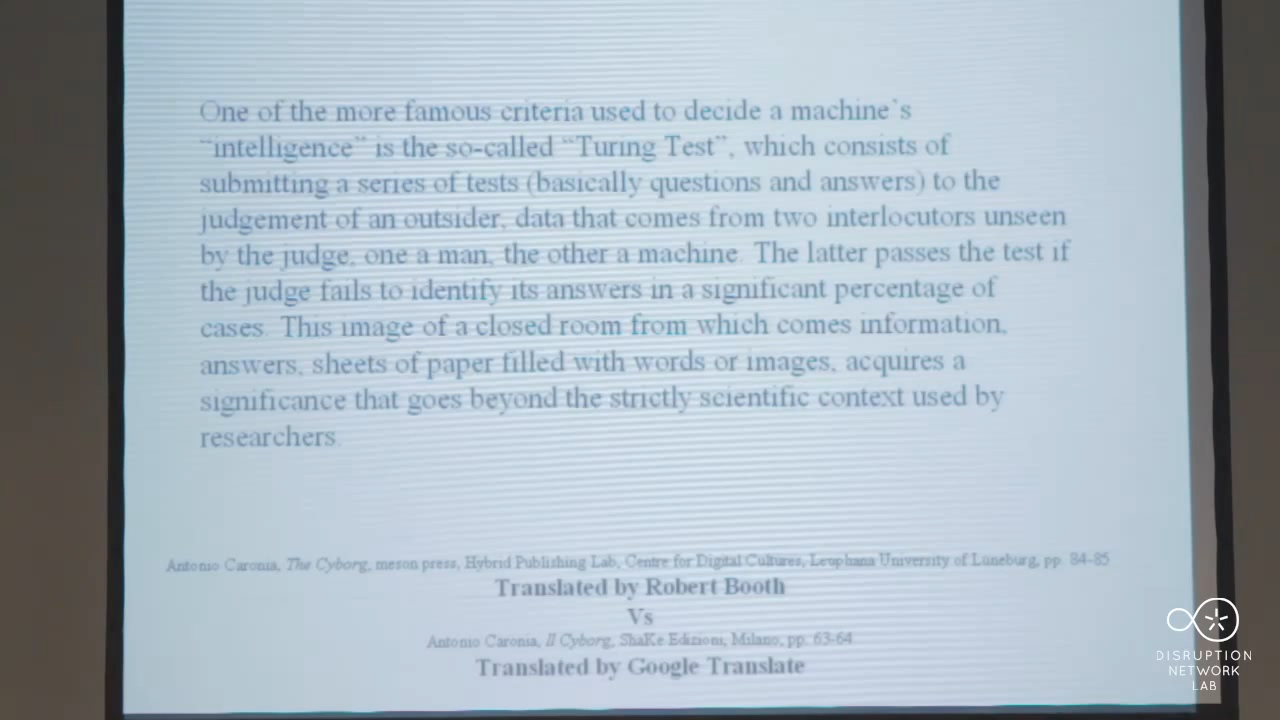 One of the more famous criteria used to decide a machine's
"intelligence" is the so-called "Turing Test", which consists of
submitting a series of tests (basically questions and answers) to the
judgement of an outsider, data that comes from two interlocutors unseen
by the judge, one a man, the other a machine. The latter passes the test if
the judge fails to identify its answers in a significant percentage of
cases. This image of a closed room from which comes information,
answers, sheets of paper filled with words or images, acquires a
significance that goes beyond the strictly scientific context used by
researchers.
Antonio Caronia, The Cyborg, meson press, Hybrid Publishing Lab, Centre for Digital Cultures, Leuphana University of Lüneburg, pp. 84-85
Translated by Robert Booth
Vs
Antonio Caronia, Il Cyborg, ShaKe Edizioni, Milano, pp. 63-64
Translated by Google Translate
DISRUPTION
NETWORK
LAB